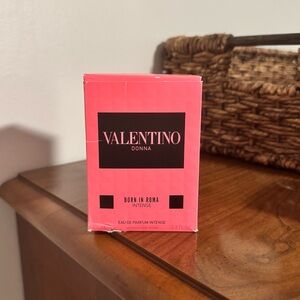 VALENTINO
DONNA
BORN IN ROMA
INTENSE
EAU DE PARFUM INTENSE